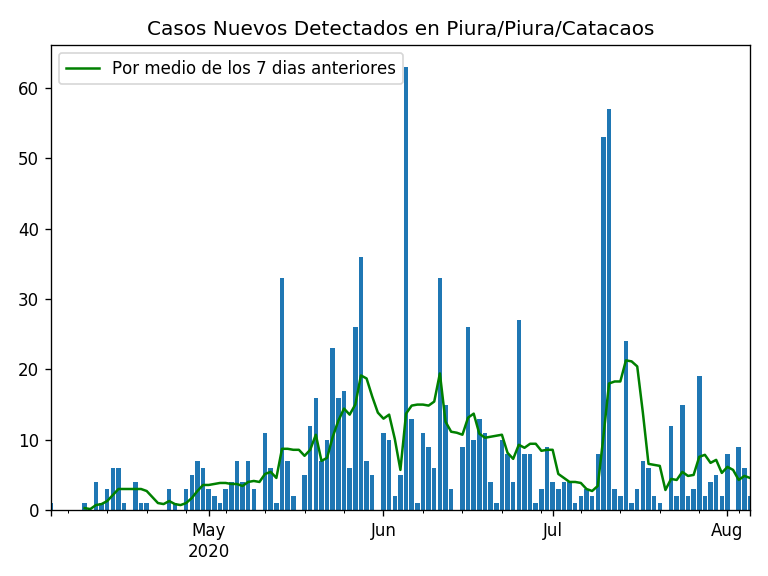 Casos Nuevos Detectados en Piura/Piura/Catacaos
Por medio de los 7 dias anteriores
60
50
40
30
20
10
0
May Jun Jul Aug
2020